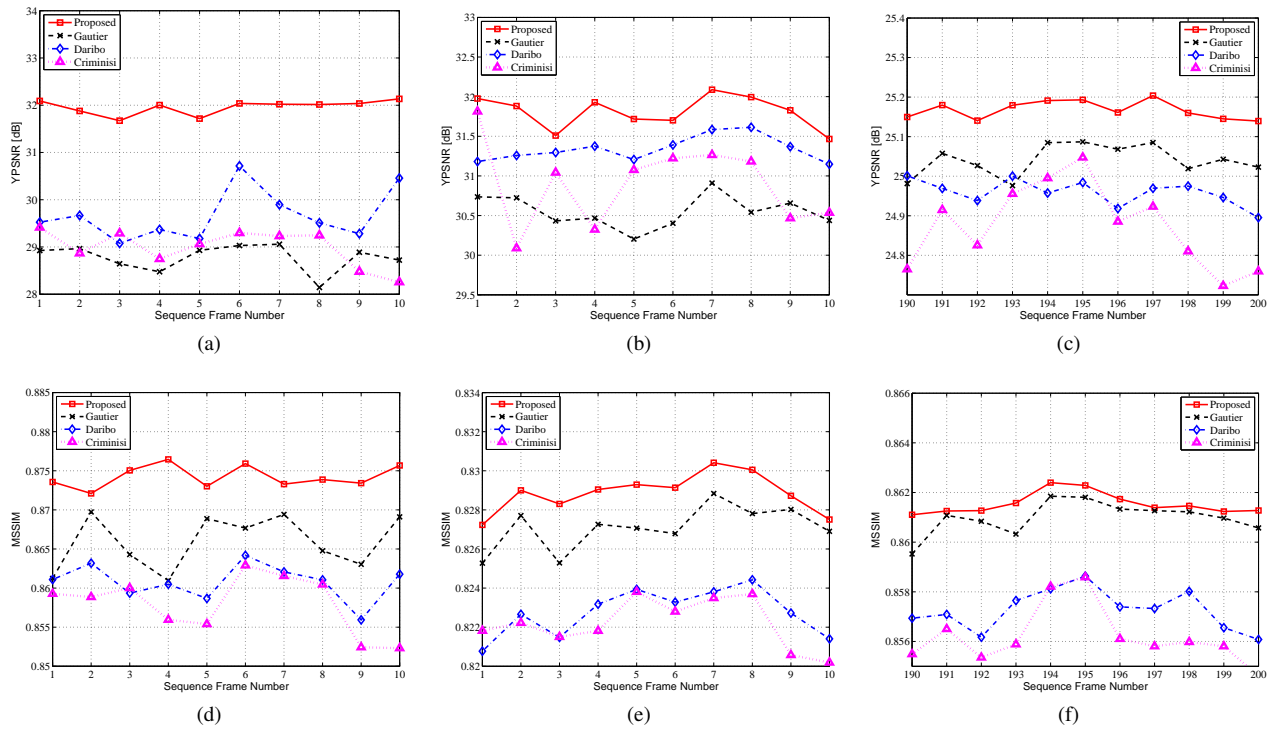 34
33
32
31
30
29
28
YPSNR [dB]
Proposed
Gautier
Daribo
Criminisi
1 2 3 4 5 6 7 8 9 10
Sequence Frame Number
(a)
33
32.5
32
31.5
31
30.5
30
29.5
YPSNR [dB]
Proposed
Gautier
Daribo
Criminisi
1 2 3 4 5 6 7 8 9 10
Sequence Frame Number
(b)
25.4
25.3
25.2
25.1
25
24.9
24.8
YPSNR [dB]
Proposed
Gautier
Daribo
Criminisi
190 191 192 193 194 195 196 197 198 199 200
Sequence Frame Number
(c)
0.885
0.88
0.875
0.87
0.865
0.86
0.855
0.85
MSSIM
Proposed
Gautier
Daribo
Criminisi
1 2 3 4 5 6 7 8 9 10
Sequence Frame Number
(d)
0.834
0.832
0.83
0.828
0.826
0.824
0.822
0.82
MSSIM
Proposed
Gautier
Daribo
Criminisi
1 2 3 4 5 6 7 8 9 10
Sequence Frame Number
(e)
0.866
0.864
0.862
0.86
0.858
0.856
MSSIM
Proposed
Gautier
Daribo
Criminisi
190 191 192 193 194 195 196 197 198 199 200
Sequence Frame Number
(f)